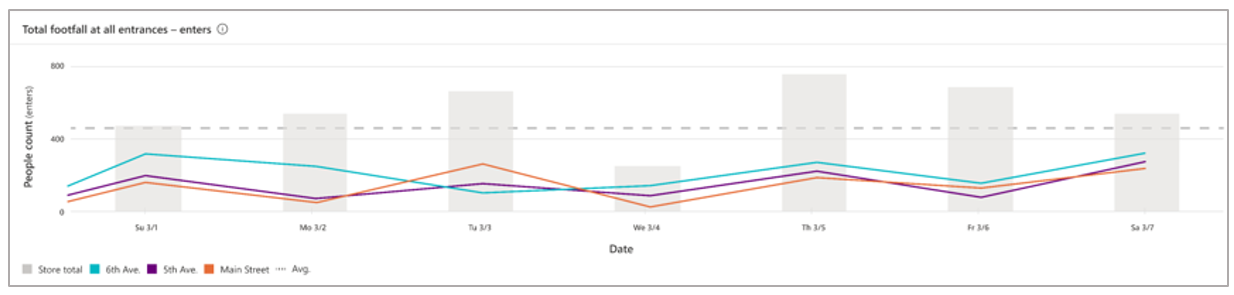 Total footfall at all entrances – enters
800
400
0
People count (enters)
Su 3/1 Mo 3/2 Tu 3/3 We 3/4 Th 3/5 Fr 3/6 Sa 3/7
Date
Store total 6th Ave. 5th Ave. Main Street Avg.